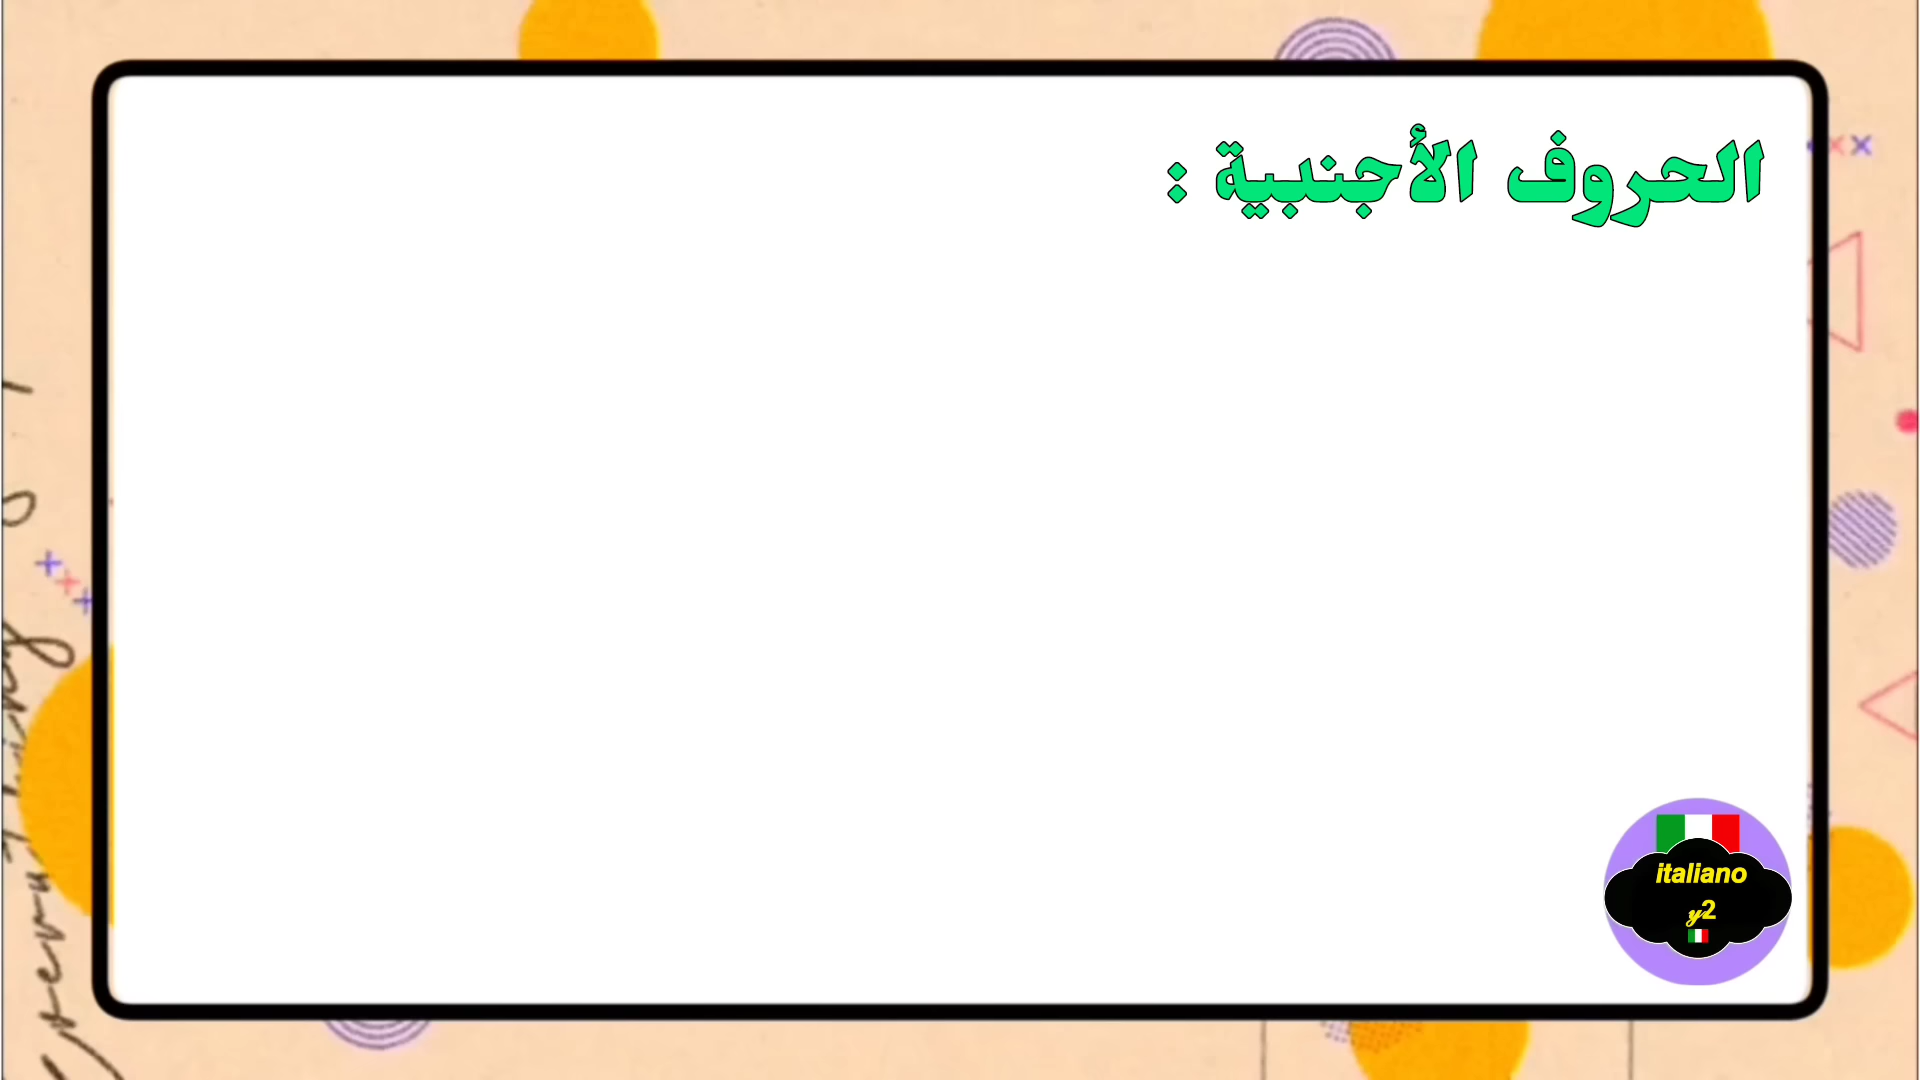 الحروف الأجنبية :
italiano
y2